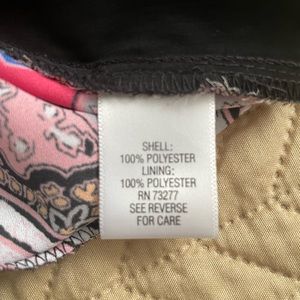 SHELL:
100% POLYESTER
LINING:
100% POLYESTER
RN 73277
SEE REVERSE
FOR CARE